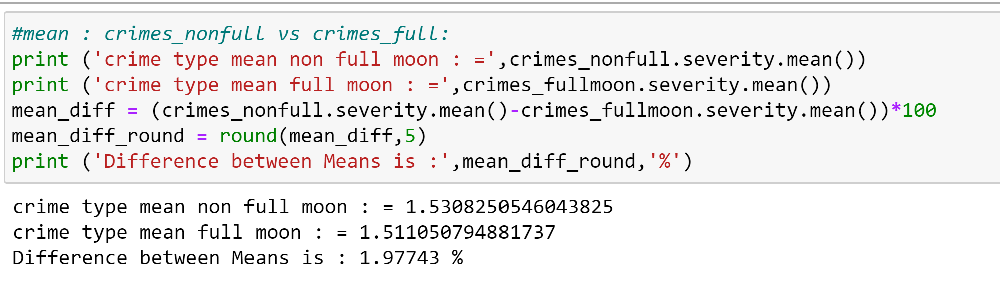 #mean : crimes_nonfull vs crimes_full:
print ('crime type mean non full moon : =',crimes_nonfull.severity.mean())
print ('crime type mean full moon : =',crimes_fullmoon.severity.mean())
mean_diff = (crimes_nonfull.severity.mean()-crimes_fullmoon.severity.mean())*100
mean_diff_round = round(mean_diff,5)
print ('Difference between Means is :',mean_diff_round,'%')
crime type mean non full moon : = 1.5308250546043825
crime type mean full moon : = 1.511050794881737
Difference between Means is : 1.97743 %